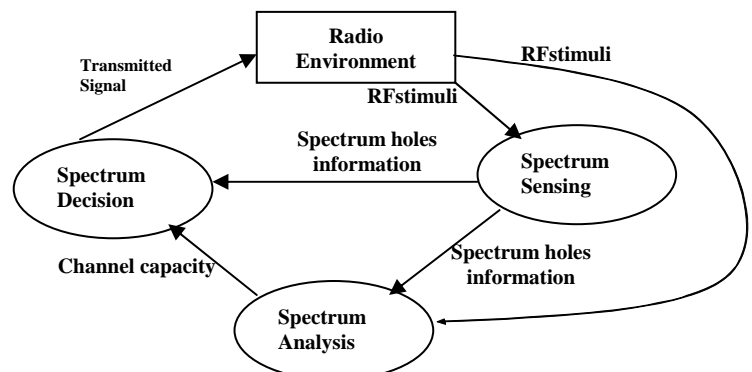 Radio
Environment
RFstimuli
Transmitted
Signal
RFstimuli
Spectrum holes
information
Spectrum
Sensing
Spectrum
Decision
Spectrum holes
information
Channel capacity
Spectrum
Analysis